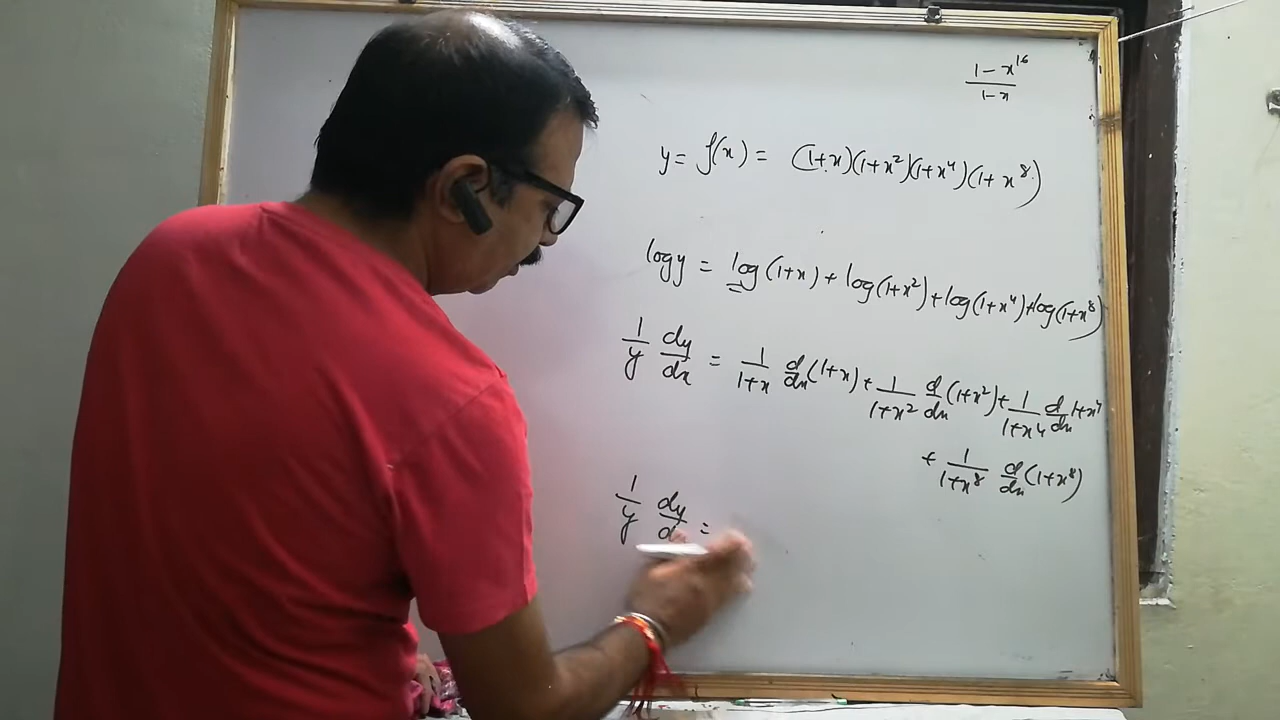 1-x^16 / 1-x
y = f(x) = (1+x)(1+x²)(1+x⁴)(1+x⁸)
log y = log(1+x) + log(1+x²) + log(1+x⁴) + log(1+x⁸)
1/y dy/dx = 1/1+x d/dx (1+x) + 1/1+x² d/dx (1+x²) + 1/1+x⁴ d/dx 1+x⁴
+ 1/1+x⁸ d/dx (1+x⁸)
1/y dy/d =